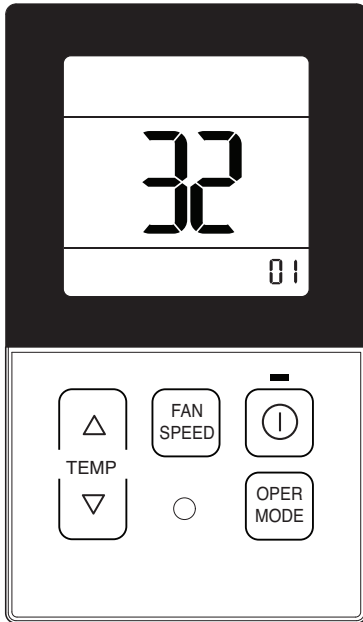 32
01
FAN
SPEED
TEMP
OPER
MODE